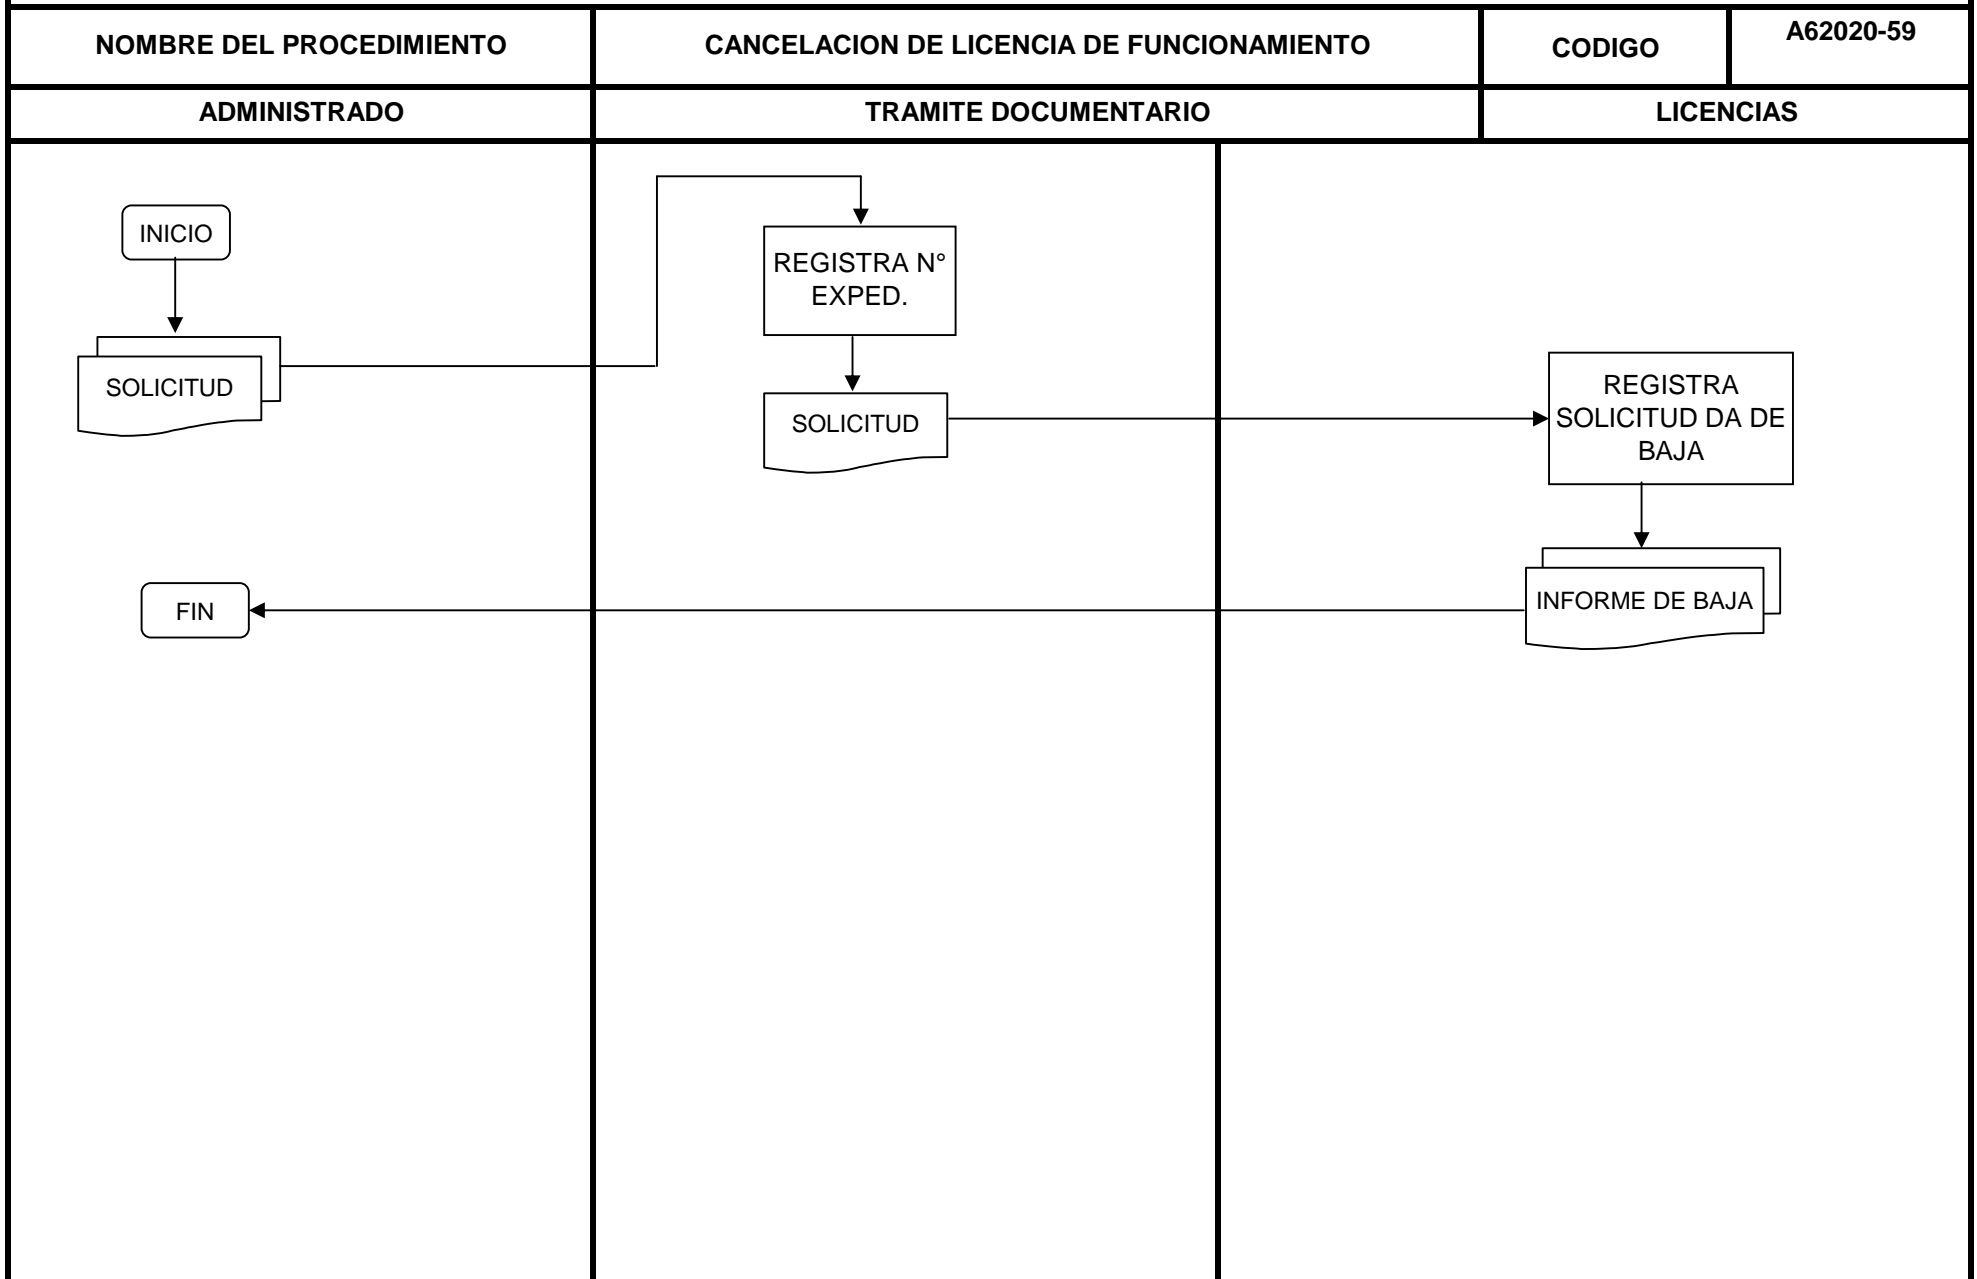 NOMBRE DEL PROCEDIMIENTO
CANCELACION DE LICENCIA DE FUNCIONAMIENTO
CODIGO
A62020-59
ADMINISTRADO
TRAMITE DOCUMENTARIO
LICENCIAS
INICIO
SOLICITUD
REGISTRA N°
EXPED.
SOLICITUD
REGISTRA
SOLICITUD DA DE
BAJA
INFORME DE BAJA
FIN